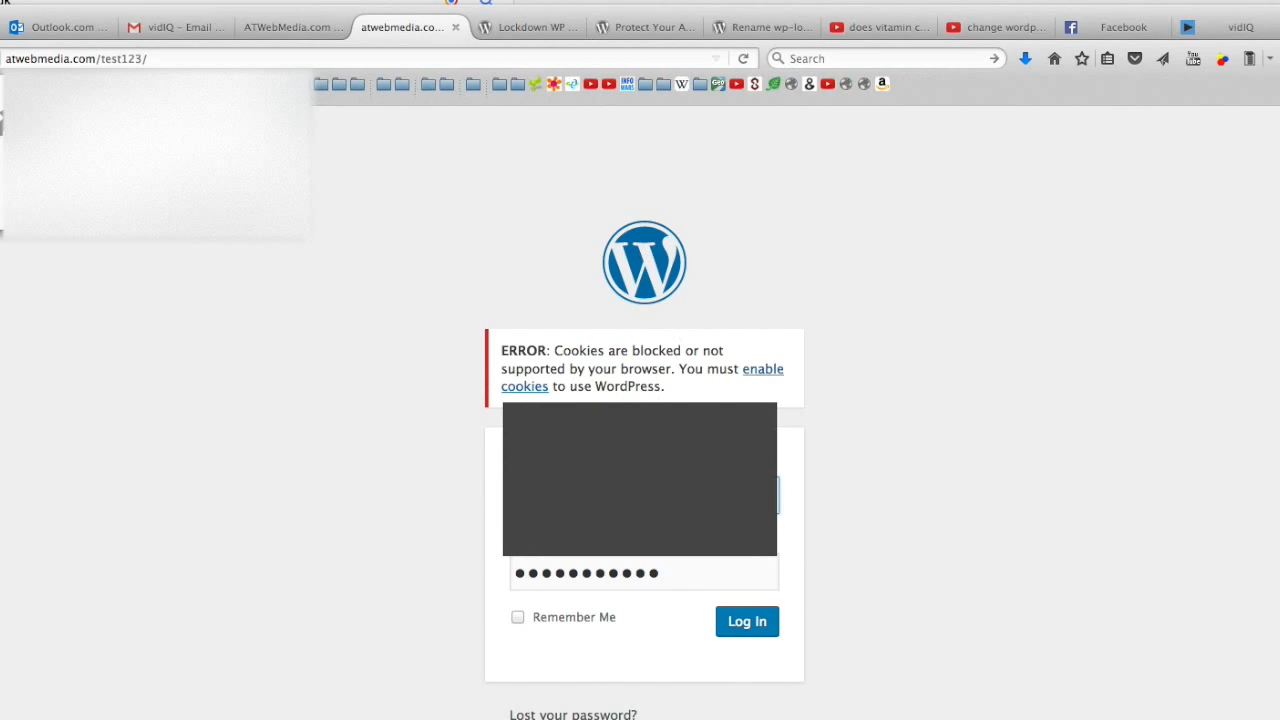 Outlook.com ...
vidIQ – Email ...
ATWebMedia.com ...
atwebmedia.co...
Lockdown WP ...
Protect Your A...
Rename wp-lo...
does vitamin c...
change wordp...
Facebook
vidIQ
atwebmedia.com/test123/
Search
ERROR: Cookies are blocked or not
supported by your browser. You must enable
cookies to use WordPress.
Remember Me
Log In
Lost your password?